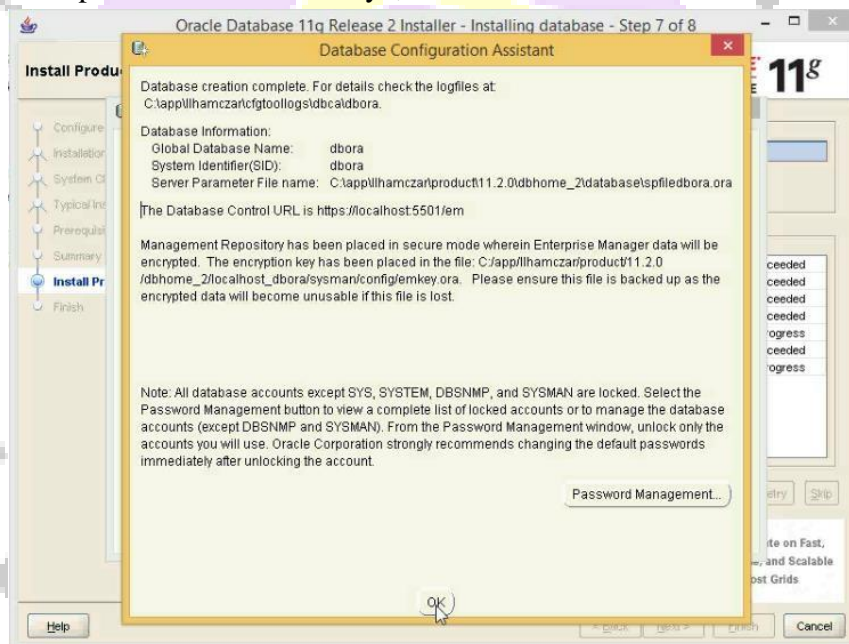 Oracle Database 11g Release 2 Installer - Installing database - Step 7 of 8
Database Configuration Assistant
Install Produ
11g
Configure
Installation
System C
Typical Ins
Prerequisi
Summary
Install Pr
Finish
Database creation complete. For details check the logfiles at:
C:\app\Ilhamczar\cfgtoollogs\dbca\dbora.
Database Information:
Global Database Name: dbora
System Identifier(SID): dbora
Server Parameter File name: C:\app\Ilhamczar\product\11.2.0\dbhome_2\database\spfiledbora.ora
The Database Control URL is https://localhost:5501/em
Management Repository has been placed in secure mode wherein Enterprise Manager data will be
encrypted. The encryption key has been placed in the file: C:/app/Ilhamczar/product/11.2.0
/dbhome_2/localhost_dbora/sysman/config/emkey.ora. Please ensure this file is backed up as the
encrypted data will become unusable if this file is lost.
Note: All database accounts except SYS, SYSTEM, DBSNMP, and SYSMAN are locked. Select the
Password Management button to view a complete list of locked accounts or to manage the database
accounts (except DBSNMP and SYSMAN). From the Password Management window, unlock only the
accounts you will use. Oracle Corporation strongly recommends changing the default passwords
immediately after unlocking the account.
Password Management...
OK
ceeded
ceeded
ceeded
ceeded
ogress
ceeded
ogress
etry
Skip
te on Fast,
e, and Scalable
ost Grids
Help
< Back
Next >
Finish
Cancel